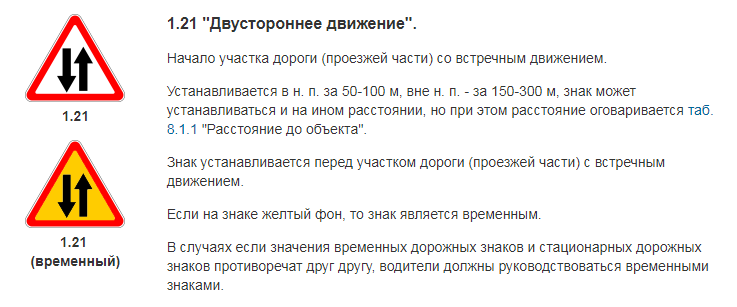 1.21 "Двустороннее движение".
Начало участка дороги (проезжей части) со встречным движением.
Устанавливается в н. п. за 50-100 м, вне н. п. - за 150-300 м, знак может
устанавливаться и на ином расстоянии, но при этом расстояние оговаривается таб.
8.1.1 "Расстояние до объекта".
1.21
Знак устанавливается перед участком дороги (проезжей части) с встречным
движением.
Если на знаке желтый фон, то знак является временным.
1.21
(временный)
В случаях если значения временных дорожных знаков и стационарных дорожных
знаков противоречат друг другу, водители должны руководствоваться временными
знаками.